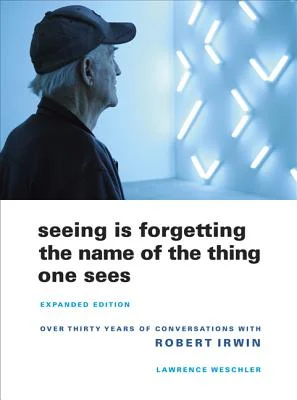 seeing is forgetting
the name of the thing
one sees
EXPANDED EDITION
OVER THIRTY YEARS OF CONVERSATIONS WITH
ROBERT IRWIN
LAWRENCE WESCHLER